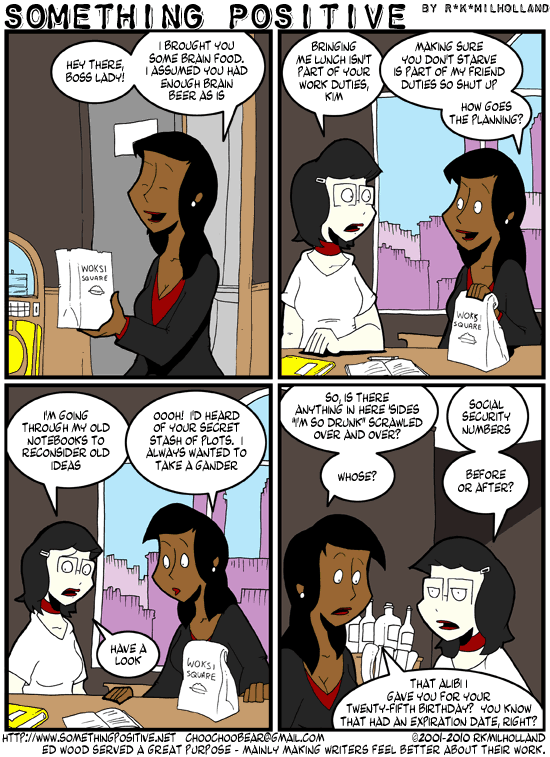 SOMETHING POSITIVE BY R*K*MILHOLLAND
HEY THERE,
BOSS LADY!
I BROUGHT YOU
SOME BRAIN FOOD.
I ASSUMED YOU HAD
ENOUGH BRAIN
BEER AS IS
WOKSI
SQUARE
BRINGING
ME LUNCH ISN'T
PART OF YOUR
WORK DUTIES,
KIM
MAKING SURE
YOU DON'T STARVE
IS PART OF MY FRIEND
DUTIES SO SHUT UP
HOW GOES
THE PLANNING?
WOKSI
SQUARE
I'M GOING
THROUGH MY OLD
NOTEBOOKS TO
RECONSIDER OLD
IDEAS
OOOH! I'D HEARD
OF YOUR SECRET
STASH OF PLOTS. I
ALWAYS WANTED TO
TAKE A GANDER
HAVE A
LOOK
WOKSI
SQUARE
SO, IS THERE
ANYTHING IN HERE 'SIDES
"I'M SO DRUNK" SCRAWLED
OVER AND OVER?
SOCIAL
SECURITY
NUMBERS
WHOSE?
BEFORE
OR AFTER?
THAT ALIBI I
GAVE YOU FOR YOUR
TWENTY-FIFTH BIRTHDAY? YOU KNOW
THAT HAD AN EXPIRATION DATE, RIGHT?
HTTP://WWW.SOMETHINGPOSITIVE.NET CHOOCHOOBEAR@GMAIL.COM ©2001-2010 RKMILHOLLAND
ED WOOD SERVED A GREAT PURPOSE - MAINLY MAKING WRITERS FEEL BETTER ABOUT THEIR WORK.